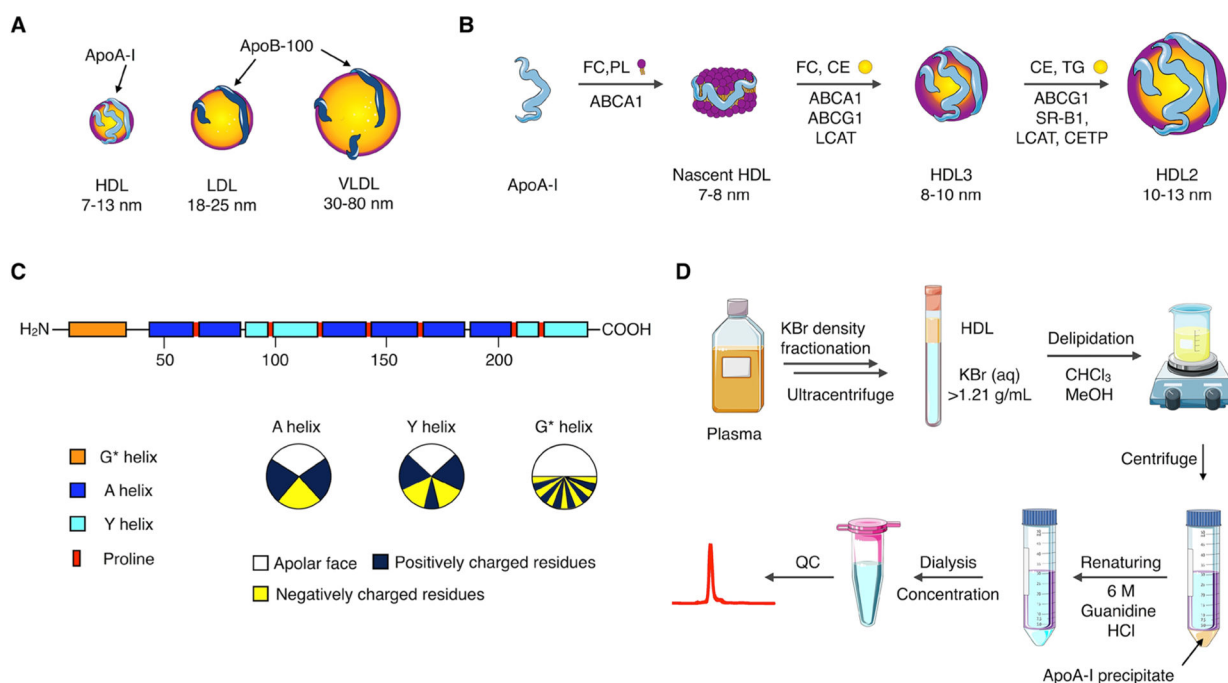 A
ApoA-I
ApoB-100
HDL
7-13 nm
LDL
18-25 nm
VLDL
30-80 nm
B
ApoA-I
FC,PL
ABCA1
Nascent HDL
7-8 nm
FC, CE
ABCA1
ABCG1
LCAT
HDL3
8-10 nm
CE, TG
ABCG1
SR-B1,
LCAT, CETP
HDL2
10-13 nm
C
H₂N
COOH
50
100
150
200
G* helix
A helix
Y helix
Proline
A helix
Y helix
G* helix
Apolar face
Positively charged residues
Negatively charged residues
D
Plasma
KBr density
fractionation
Ultracentrifuge
HDL
KBr (aq)
>1.21 g/mL
Delipidation
CHCl₃
MeOH
Centrifuge
ApoA-I precipitate
Renaturing
6 M
Guanidine
HCl
Dialysis
Concentration
QC